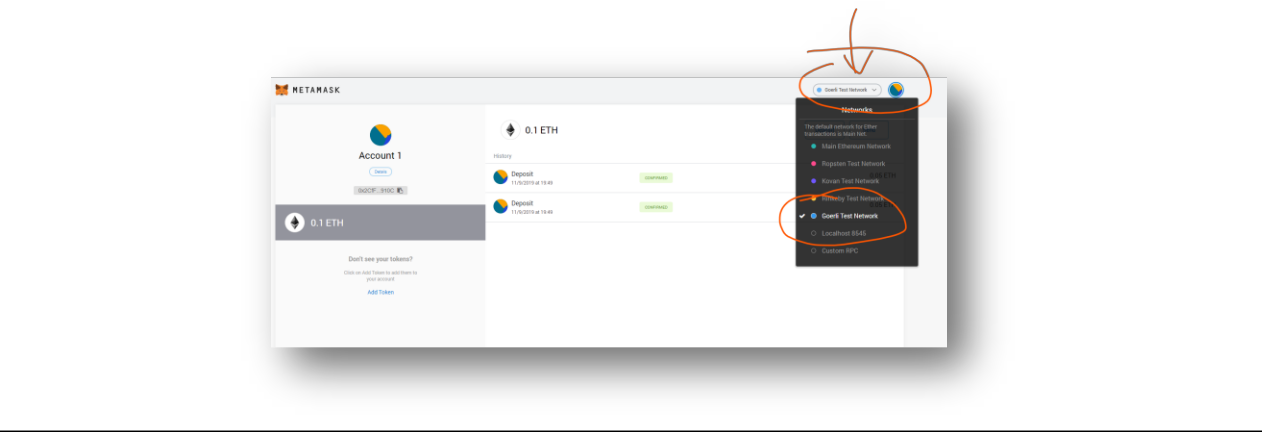 METAMASK
Goerli Test Network
Account 1
Details
0x2C1F...510C
0.1 ETH
Don't see your tokens?
Click on Add Token to add them to
your account
Add Token
0.1 ETH
History
Deposit
11/9/2019 at 19:49
CONFIRMED
Deposit
11/9/2019 at 19:49
CONFIRMED
Networks
The default network for Ether
transactions is Main Net.
Main Ethereum Network
Ropsten Test Network
Kovan Test Network
Rinkeby Test Network
Goerli Test Network
Localhost 8545
Custom RPC